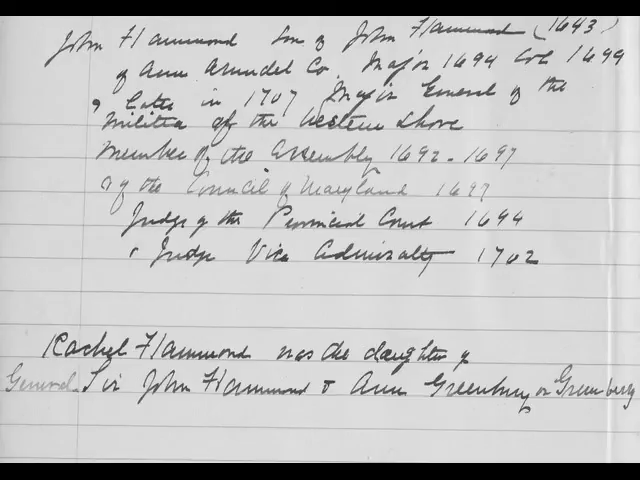 John Hammond Son of John Hammond (1643)
of Ann Arundel Co. Major 1694 Col 1699
& later in 1707 Major General of the
militia of the Western Shore
Member of the Assembly 1692-1697
& of the Council of Maryland 1697
Judge of the Provincial Court 1694
" Judge Vice Admiralty 1702
Rachel Hammond was the daughter of
General Sir John Hammond & Ann Greenbury or Greenberry